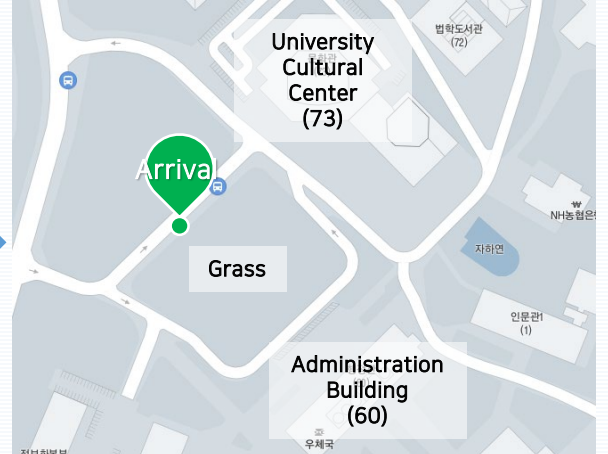 University
Cultural
Center
(73)
법학도서관
(72)
Arrival
NH농협은행
자하연
Grass
인문관1
(1)
Administration
Building
(60)
우체국